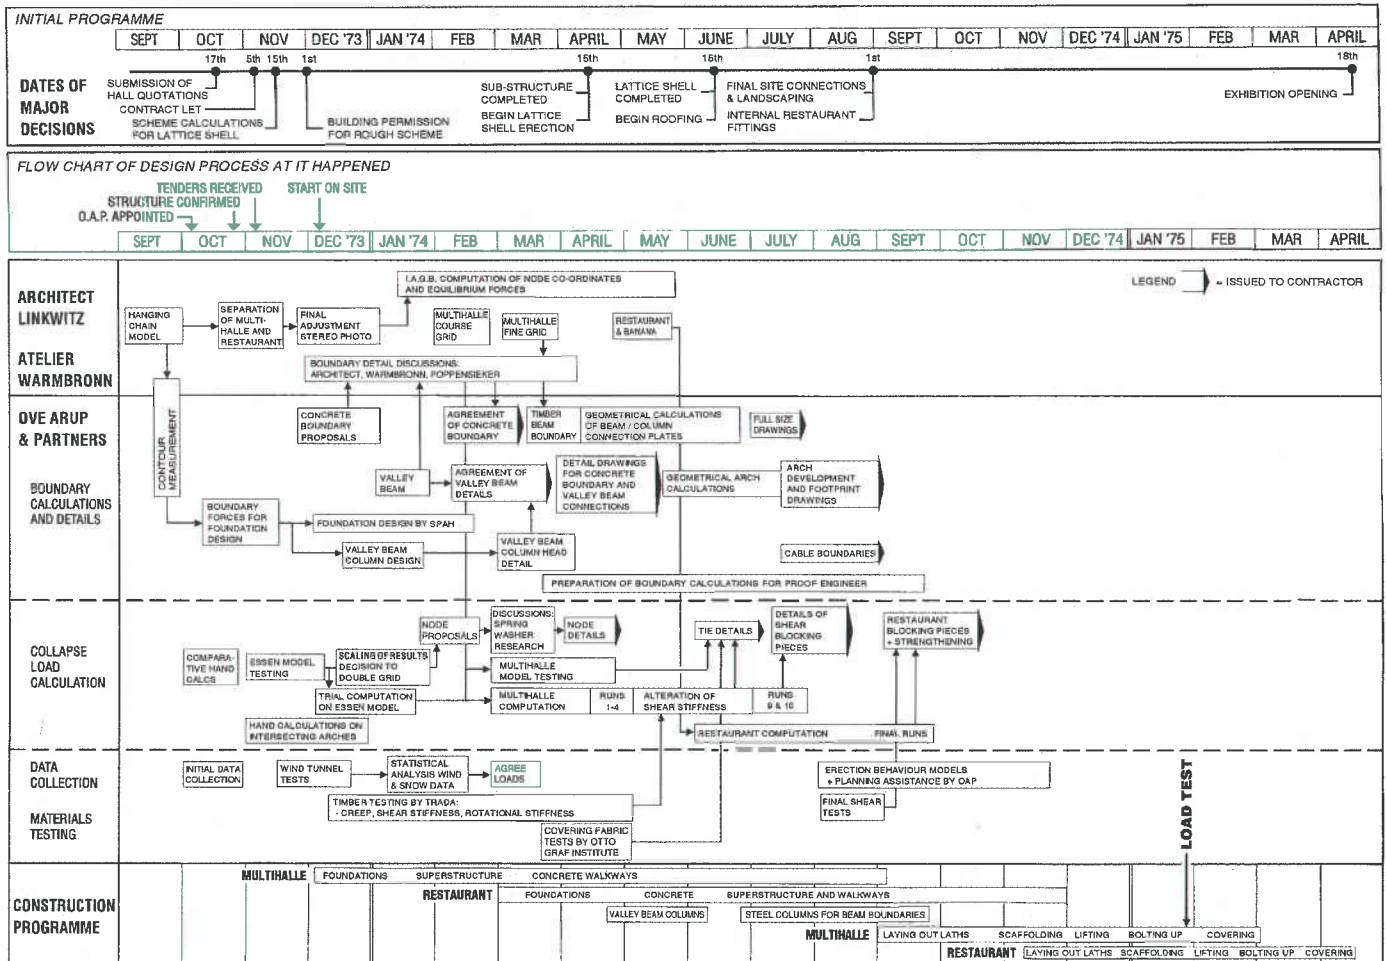 INITIAL PROGRAMME
SEPT OCT NOV DEC '73 JAN '74 FEB MAR APRIL MAY JUNE JULY AUG SEPT OCT NOV DEC '74 JAN '75 FEB MAR APRIL
17th 5th 15th 1st 15th 15th 1st 18th
DATES OF
MAJOR
DECISIONS
SUBMISSION OF
HALL QUOTATIONS
CONTRACT LET
SCHEME CALCULATIONS
FOR LATTICE SHELL
BUILDING PERMISSION
FOR ROUGH SCHEME
SUB-STRUCTURE
COMPLETED
BEGIN LATTICE
SHELL ERECTION
LATTICE SHELL
COMPLETED
BEGIN ROOFING
FINAL SITE CONNECTIONS
& LANDSCAPING
INTERNAL RESTAURANT
FITTINGS
EXHIBITION OPENING
FLOW CHART OF DESIGN PROCESS AT IT HAPPENED
TENDERS RECEIVED
START ON SITE
STRUCTURE CONFIRMED
O.A.P. APPOINTED
SEPT OCT NOV DEC '73 JAN '74 FEB MAR APRIL MAY JUNE JULY AUG SEPT OCT NOV DEC '74 JAN '75 FEB MAR APRIL
ARCHITECT
LINKWITZ
ATELIER
WARMBRONN
I.A.G.B. COMPUTATION OF NODE CO-ORDINATES
AND EQUILIBRIUM FORCES
LEGEND = ISSUED TO CONTRACTOR
HANGING
CHAIN
MODEL
SEPARATION
OF MULTI-
HALLE AND
RESTAURANT
FINAL
ADJUSTMENT
STEREO PHOTO
MULTIHALLE
COURSE
GRID
MULTIHALLE
FINE GRID
RESTAURANT
& BANANA
BOUNDARY DETAIL DISCUSSIONS:
ARCHITECT, WARMBRONN, POPPENSIEKER
OVE ARUP
& PARTNERS
BOUNDARY
CALCULATIONS
AND DETAILS
CONTOUR
MEASUREMENT
CONCRETE
BOUNDARY
PROPOSALS
AGREEMENT
OF CONCRETE
BOUNDARY
TIMBER
BEAM
BOUNDARY
GEOMETRICAL CALCULATIONS
OF BEAM / COLUMN
CONNECTION PLATES
FULL SIZE
DRAWINGS
VALLEY
BEAM
AGREEMENT OF
VALLEY BEAM
DETAILS
DETAIL DRAWINGS
FOR CONCRETE
BOUNDARY AND
VALLEY BEAM
CONNECTIONS
GEOMETRICAL ARCH
CALCULATIONS
ARCH
DEVELOPMENT
AND FOOTPRINT
DRAWINGS
BOUNDARY
FORCES FOR
FOUNDATION
DESIGN
FOUNDATION DESIGN BY SPAH
VALLEY BEAM
COLUMN DESIGN
VALLEY BEAM
COLUMN HEAD
DETAIL
CABLE BOUNDARIES
PREPARATION OF BOUNDARY CALCULATIONS FOR PROOF ENGINEER
COLLAPSE
LOAD
CALCULATION
NODE
PROPOSALS
DISCUSSIONS:
SPRING
WASHER
RESEARCH
NODE
DETAILS
TIE DETAILS
DETAILS OF
SHEAR
BLOCKING
PIECES
RESTAURANT
BLOCKING PIECES
+ STRENGTHENING
COMPARA-
TIVE HAND
CALCS
ESSEN MODEL
TESTING
SCALING OF RESULTS
DECISION TO
DOUBLE GRID
MULTIHALLE
MODEL TESTING
TRIAL COMPUTATION
ON ESSEN MODEL
MULTIHALLE
COMPUTATION
RUNS
1-4
ALTERATION OF
SHEAR STIFFNESS
RUNS
9 & 10
HAND CALCULATIONS ON
INTERSECTING ARCHES
RESTAURANT COMPUTATION FINAL RUNS
DATA
COLLECTION
MATERIALS
TESTING
INITIAL DATA
COLLECTION
WIND TUNNEL
TESTS
STATISTICAL
ANALYSIS WIND
& SNOW DATA
AGREE
LOADS
ERECTION BEHAVIOUR MODELS
+ PLANNING ASSISTANCE BY OAP
TIMBER TESTING BY TRADA:
- CREEP, SHEAR STIFFNESS, ROTATIONAL STIFFNESS
FINAL SHEAR
TESTS
COVERING FABRIC
TESTS BY OTTO
GRAF INSTITUTE
LOAD TEST
CONSTRUCTION
PROGRAMME
MULTIHALLE FOUNDATIONS SUPERSTRUCTURE CONCRETE WALKWAYS
RESTAURANT FOUNDATIONS CONCRETE SUPERSTRUCTURE AND WALKWAYS
VALLEY BEAM COLUMNS STEEL COLUMNS FOR BEAM BOUNDARIES
MULTIHALLE LAYING OUT LATHS SCAFFOLDING LIFTING BOLTING UP COVERING
RESTAURANT LAYING OUT LATHS SCAFFOLDING LIFTING BOLTING UP COVERING